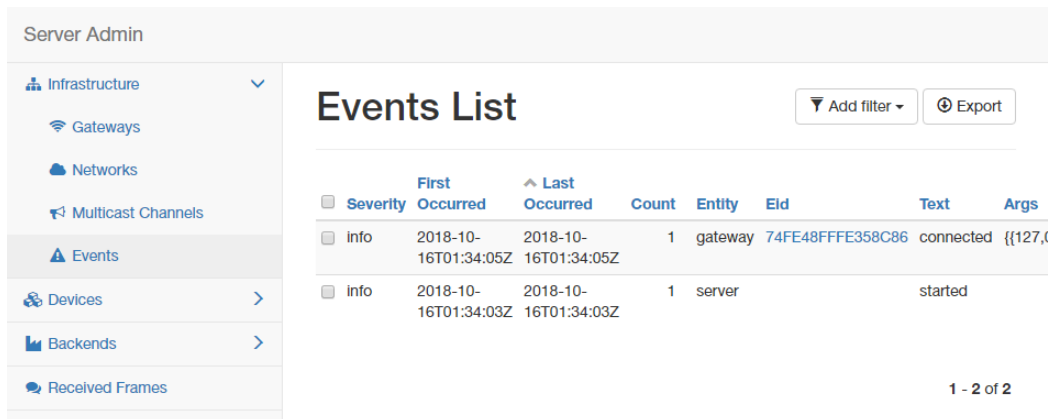 Server Admin
Infrastructure
Gateways
Networks
Multicast Channels
Events
Devices
Backends
Received Frames
Events List
Add filter
Export
Severity First Occurred Last Occurred Count Entity Eid Text Args
info 2018-10-16T01:34:05Z 2018-10-16T01:34:05Z 1 gateway 74FE48FFFE358C86 connected {{127,0
info 2018-10-16T01:34:03Z 2018-10-16T01:34:03Z 1 server started
1 - 2 of 2